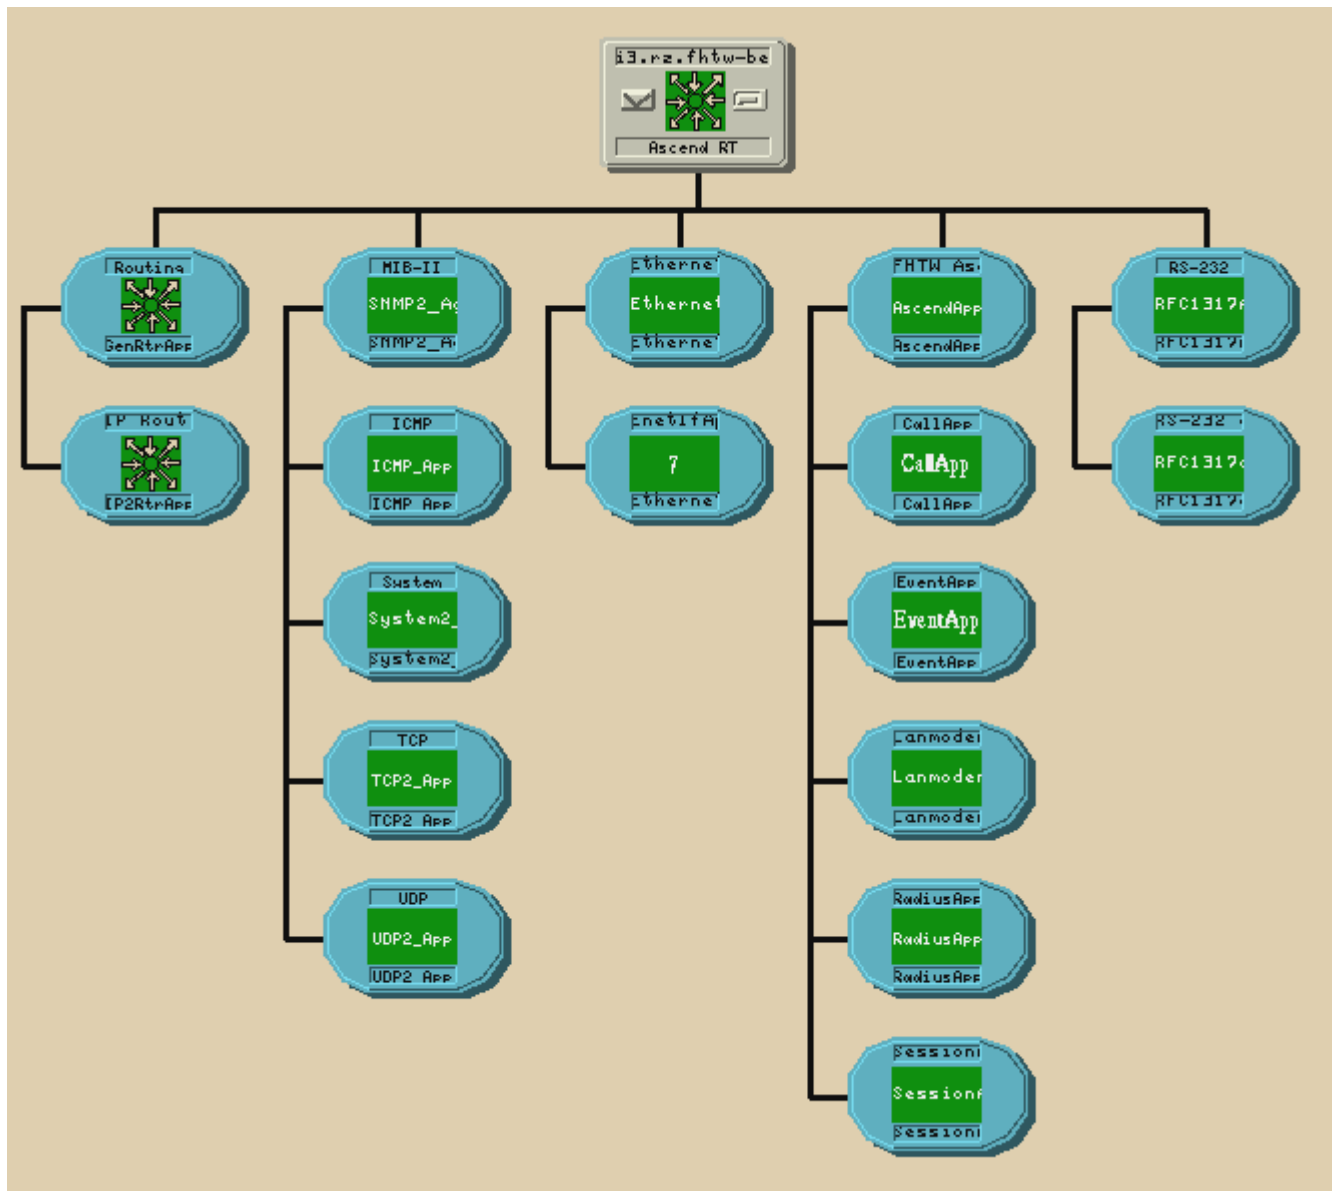 i3.rz.fhtw-be
Ascend RT
Routing
GenRtrApp
MIB-II
SNMP2_Ag
SNMP2_A
Etherne
Ethernet
Etherne
FHTW As
AscendApp
AscendApp
RS-232
RFC1317
RFC1317
IP Rout
IP2RtrApp
ICMP
ICMP_App
ICMP App
EnetIfA
7
Etherne
CallApp
CallApp
CallApp
RS-232
RFC1317
RFC1317
System
System2_
System2_
EventApp
EventApp
EventApp
TCP
TCP2_App
TCP2 App
Lanmode
Lanmoder
Lanmode
UDP
UDP2_App
UDP2 App
RadiusApp
RadiusApp
RadiusApp
Session
SessionA
Session